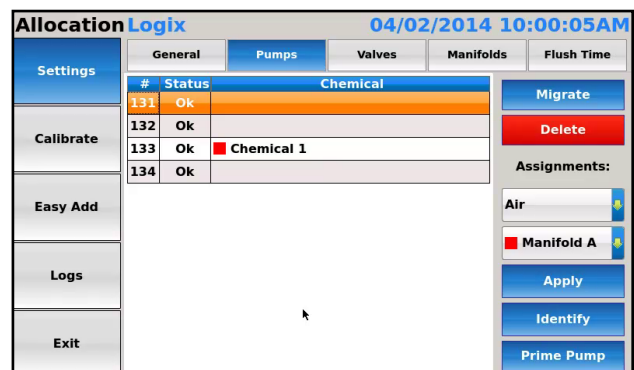 Allocation Logix 04/02/2014 10:00:05AM
Settings
General Pumps Valves Manifolds Flush Time
# Status Chemical
131 Ok
132 Ok
133 Ok Chemical 1
134 Ok
Calibrate
Easy Add
Logs
Exit
Migrate
Delete
Assignments:
Air
Manifold A
Apply
Identify
Prime Pump